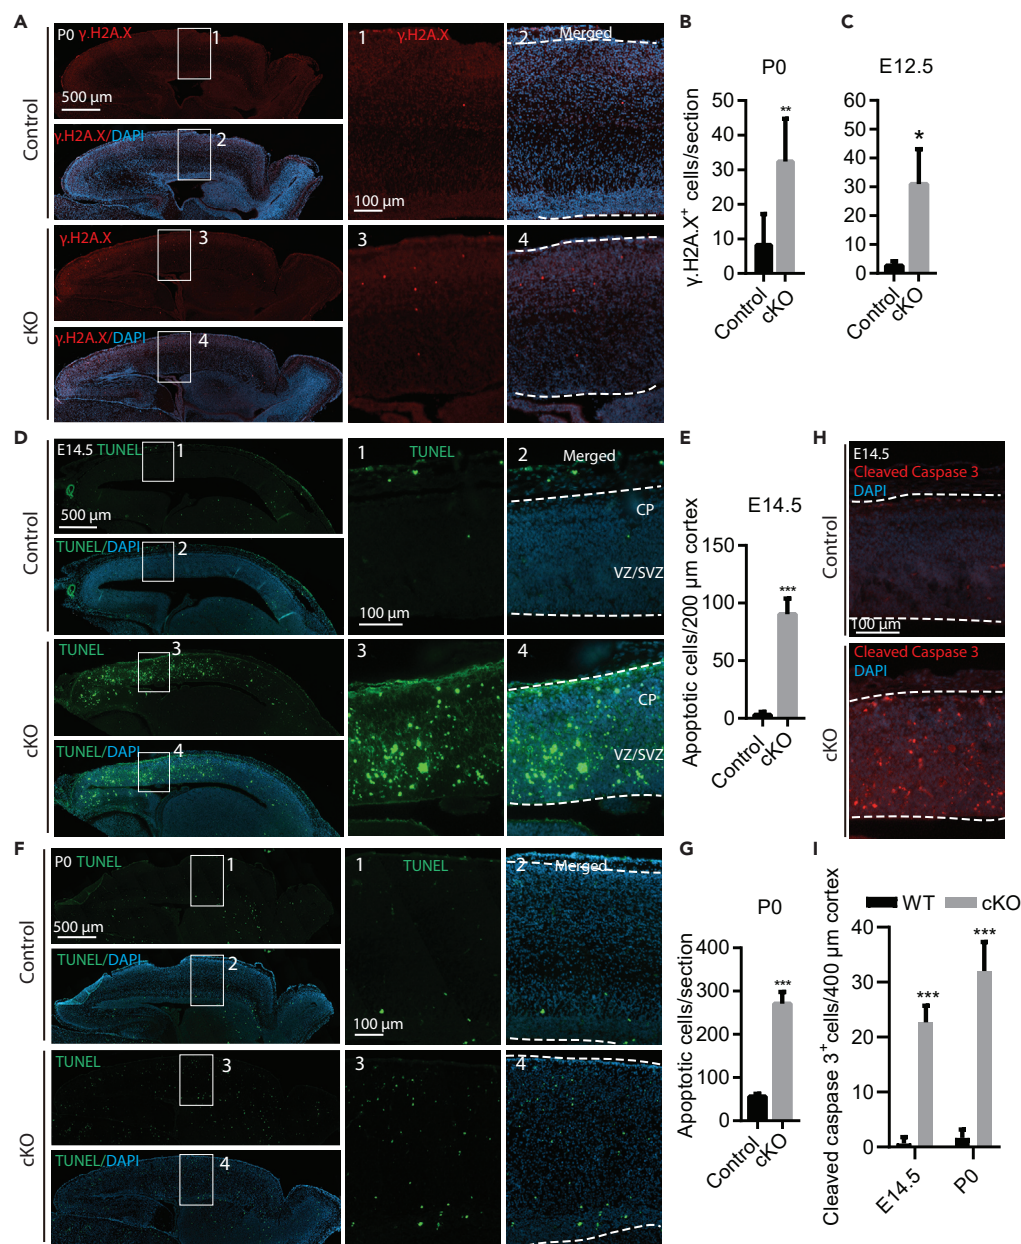 A
P0 γ.H2A.X
1
500 μm
γ.H2A.X/DAPI
2
Control
1
γ.H2A.X
100 μm
2
Merged
γ.H2A.X
3
γ.H2A.X/DAPI
4
cKO
3
4
B
P0
γ.H2A.X+ cells/section
50
40
30
20
10
0
**
Control
cKO
C
E12.5
60
50
40
30
20
10
0
*
Control
cKO
D
E14.5 TUNEL
1
500 μm
TUNEL/DAPI
2
Control
1
TUNEL
100 μm
2
Merged
CP
VZ/SVZ
TUNEL
3
TUNEL/DAPI
4
cKO
3
4
CP
VZ/SVZ
E
E14.5
Apoptotic cells/200 μm cortex
150
100
50
0
***
Control
cKO
H
E14.5
Cleaved Caspase 3
DAPI
Control
100 μm
Cleaved Caspase 3
DAPI
cKO
F
P0 TUNEL
1
500 μm
TUNEL/DAPI
2
Control
1
TUNEL
100 μm
2
Merged
TUNEL
3
TUNEL/DAPI
4
cKO
3
4
G
P0
Apoptotic cells/section
400
300
200
100
0
***
Control
cKO
I
WT
cKO
Cleaved caspase 3+ cells/400 μm cortex
40
30
20
10
0
***
***
E14.5
P0